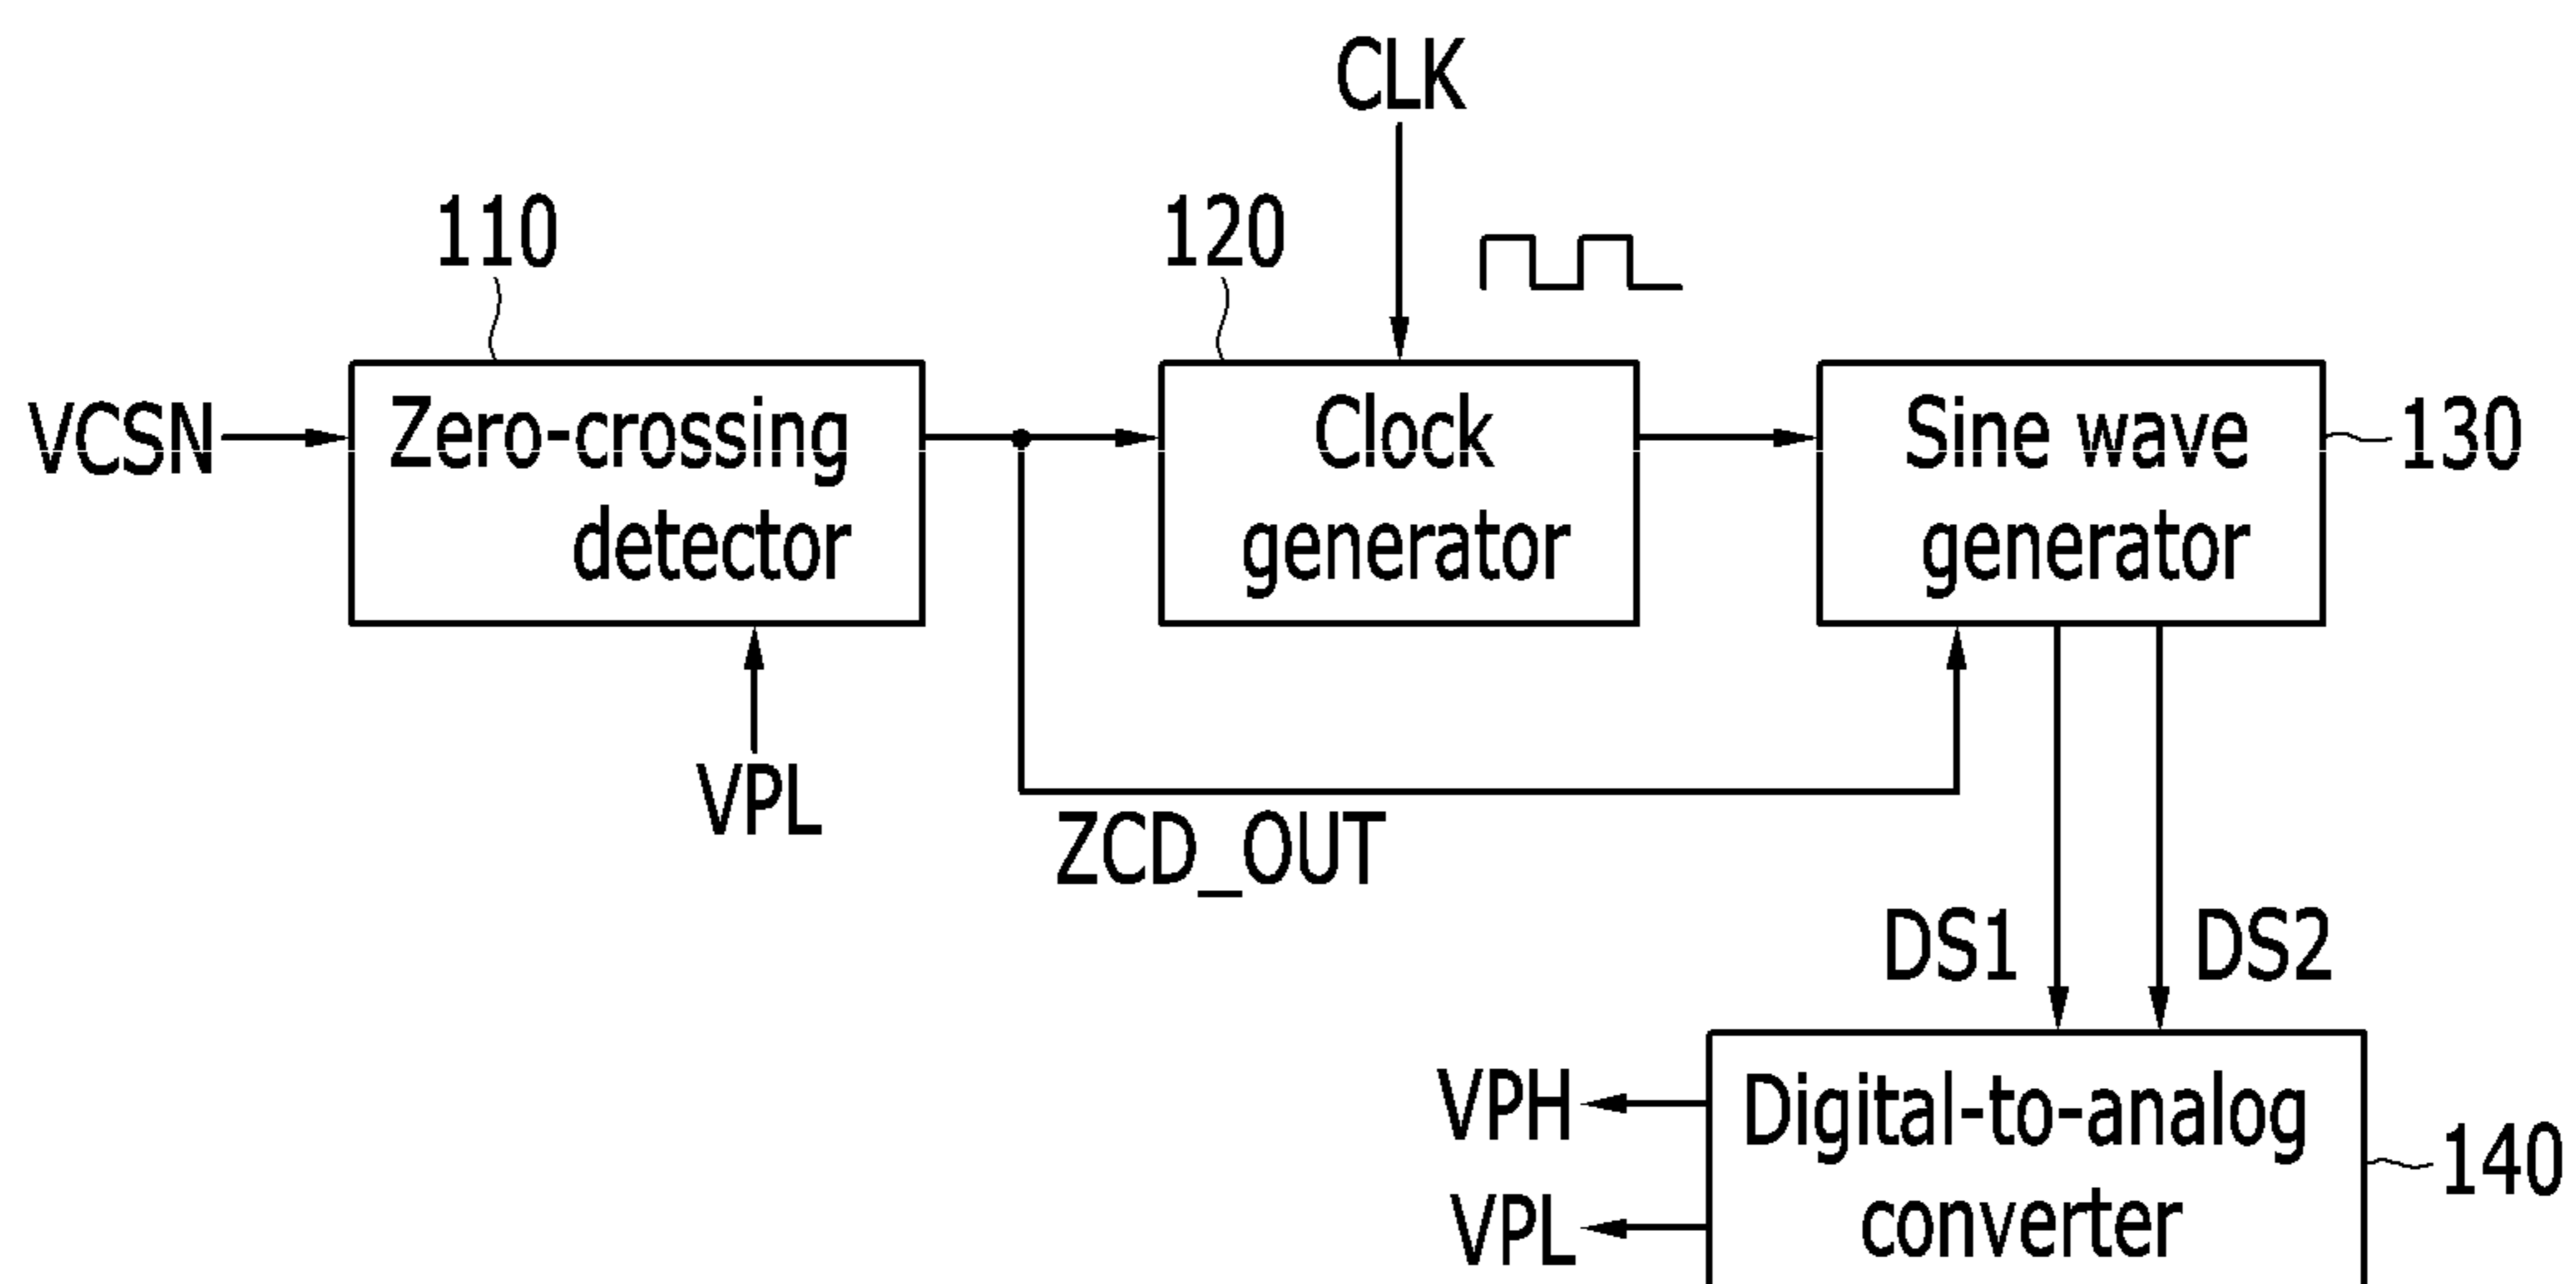 CLK
110
120
VCSN
Zero-crossing
detector
Clock
generator
Sine wave
generator
130
VPL
ZCD_OUT
DS1
DS2
VPH
VPL
Digital-to-analog
converter
140